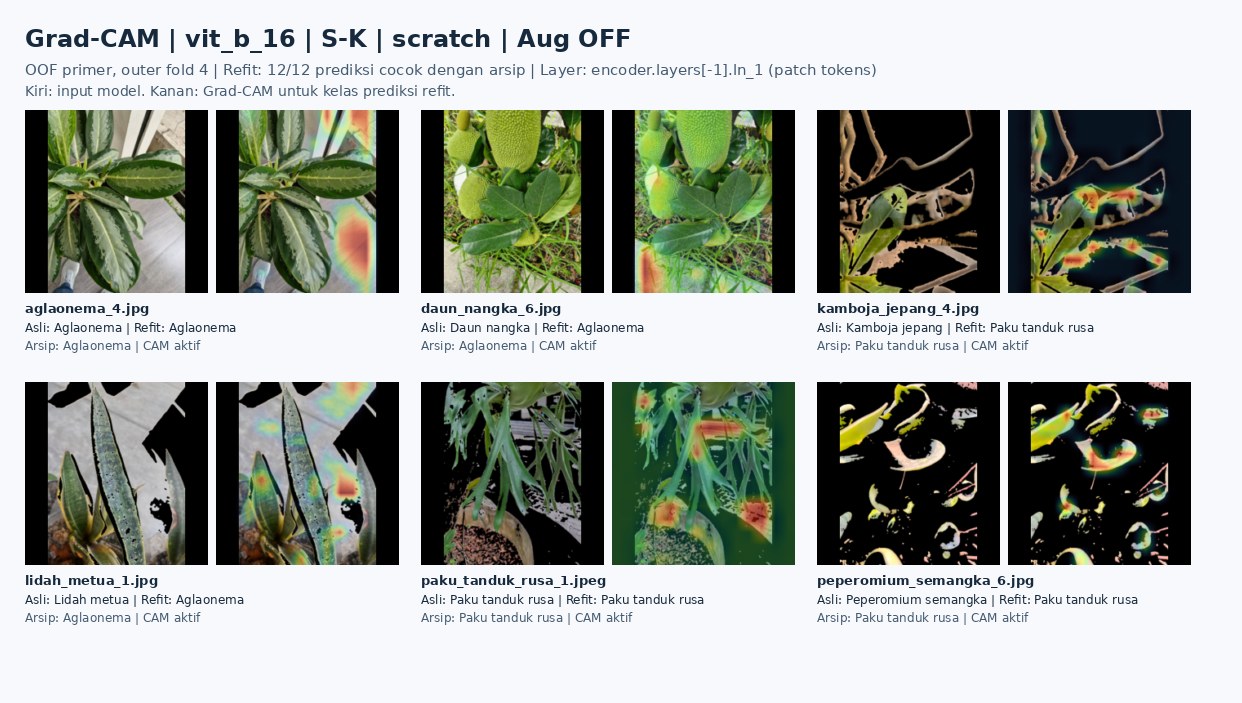 Grad-CAM | vit_b_16 | S-K | scratch | Aug OFF
OOF primer, outer fold 4 | Refit: 12/12 prediksi cocok dengan arsip | Layer: encoder.layers[-1].ln_1 (patch tokens)
Kiri: input model. Kanan: Grad-CAM untuk kelas prediksi refit.
aglaonema_4.jpg
Asli: Aglaonema | Refit: Aglaonema
Arsip: Aglaonema | CAM aktif
daun_nangka_6.jpg
Asli: Daun nangka | Refit: Aglaonema
Arsip: Aglaonema | CAM aktif
kamboja_jepang_4.jpg
Asli: Kamboja jepang | Refit: Paku tanduk rusa
Arsip: Paku tanduk rusa | CAM aktif
lidah_metua_1.jpg
Asli: Lidah metua | Refit: Aglaonema
Arsip: Aglaonema | CAM aktif
paku_tanduk_rusa_1.jpeg
Asli: Paku tanduk rusa | Refit: Paku tanduk rusa
Arsip: Paku tanduk rusa | CAM aktif
peperomium_semangka_6.jpg
Asli: Peperomium semangka | Refit: Paku tanduk rusa
Arsip: Paku tanduk rusa | CAM aktif